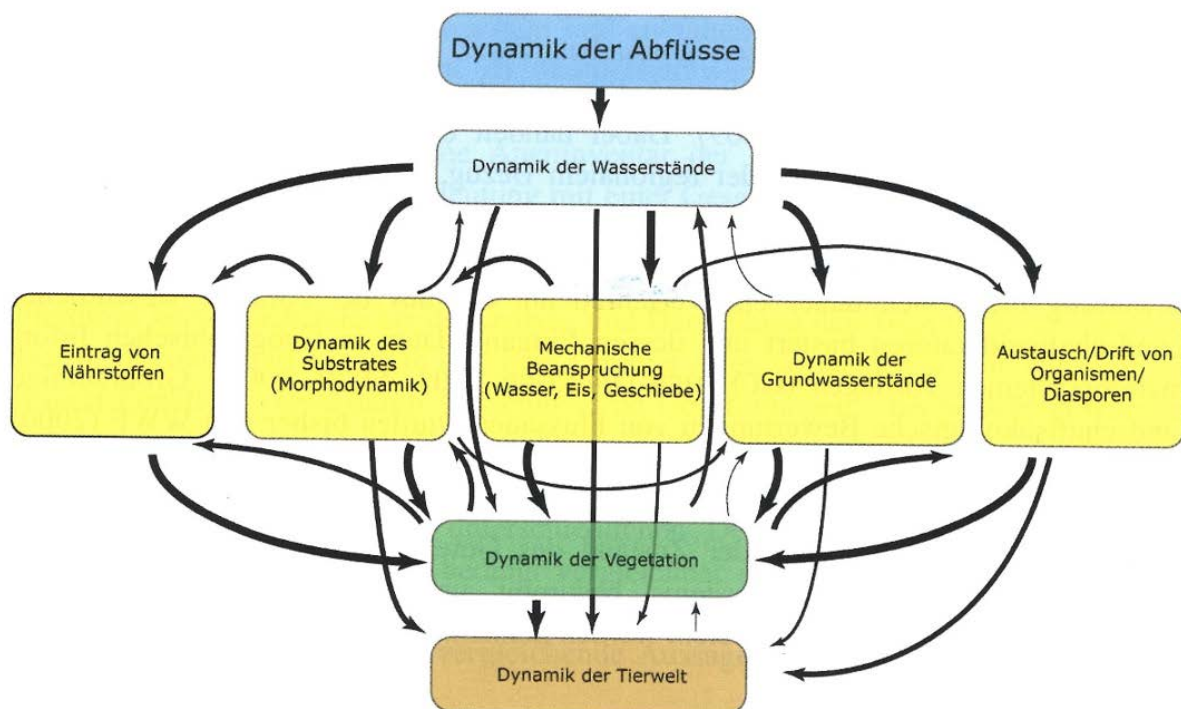 Dynamik der Abflüsse
Dynamik der Wasserstände
Eintrag von
Nährstoffen
Dynamik des
Substrates
(Morphodynamik)
Mechanische
Beanspruchung
(Wasser, Eis, Geschiebe)
Dynamik der
Grundwasserstände
Austausch/Drift von
Organismen/
Diasporen
Dynamik der Vegetation
Dynamik der Tierwelt